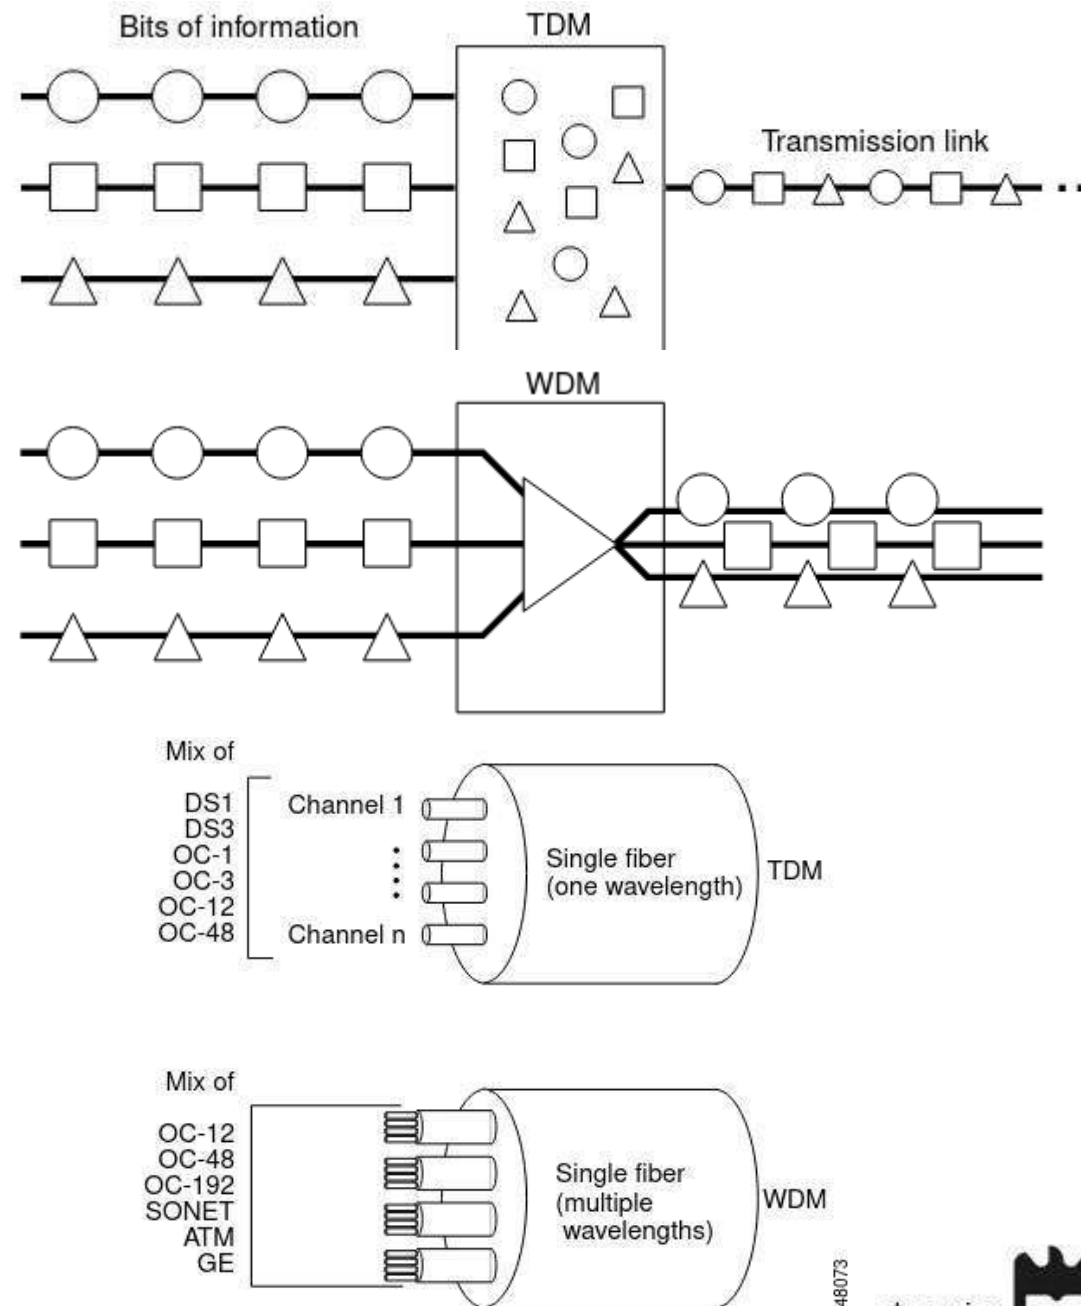 Bits of information
TDM
Transmission link
WDM
Mix of
DS1
DS3
OC-1
OC-3
OC-12
OC-48
Channel 1
Channel n
Single fiber
(one wavelength)
TDM
Mix of
OC-12
OC-48
OC-192
SONET
ATM
GE
Single fiber
(multiple
wavelengths)
WDM
48073